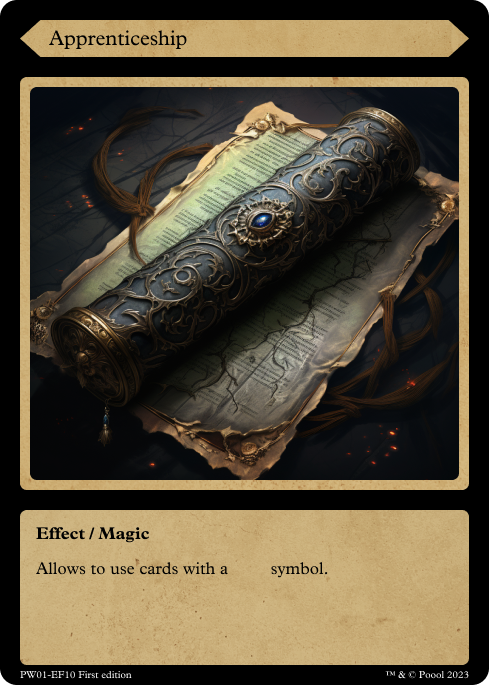 Apprenticeship
Effect / Magic
Allows to use cards with a symbol.
PW01-EF10 First edition
™ & © Poool 2023